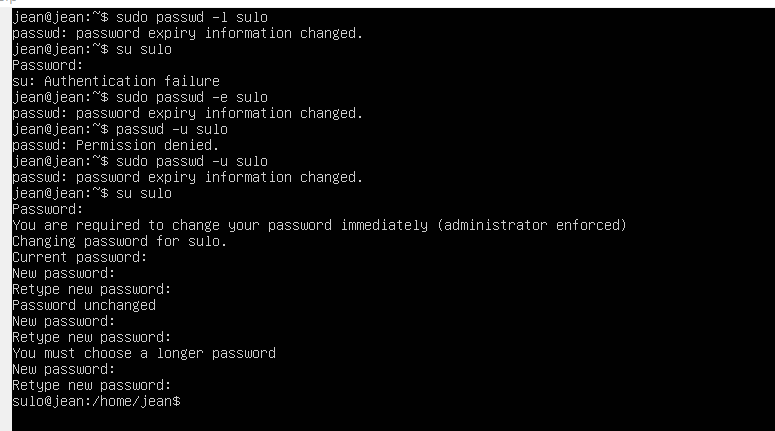 jean@jean:~$ sudo passwd -l sulo
passwd: password expiry information changed.
jean@jean:~$ su sulo
Password:
su: Authentication failure
jean@jean:~$ sudo passwd -e sulo
passwd: password expiry information changed.
jean@jean:~$ passwd -u sulo
passwd: Permission denied.
jean@jean:~$ sudo passwd -u sulo
passwd: password expiry information changed.
jean@jean:~$ su sulo
Password:
You are required to change your password immediately (administrator enforced)
Changing password for sulo.
Current password:
New password:
Retype new password:
Password unchanged
New password:
Retype new password:
You must choose a longer password
New password:
Retype new password:
sulo@jean:/home/jean$